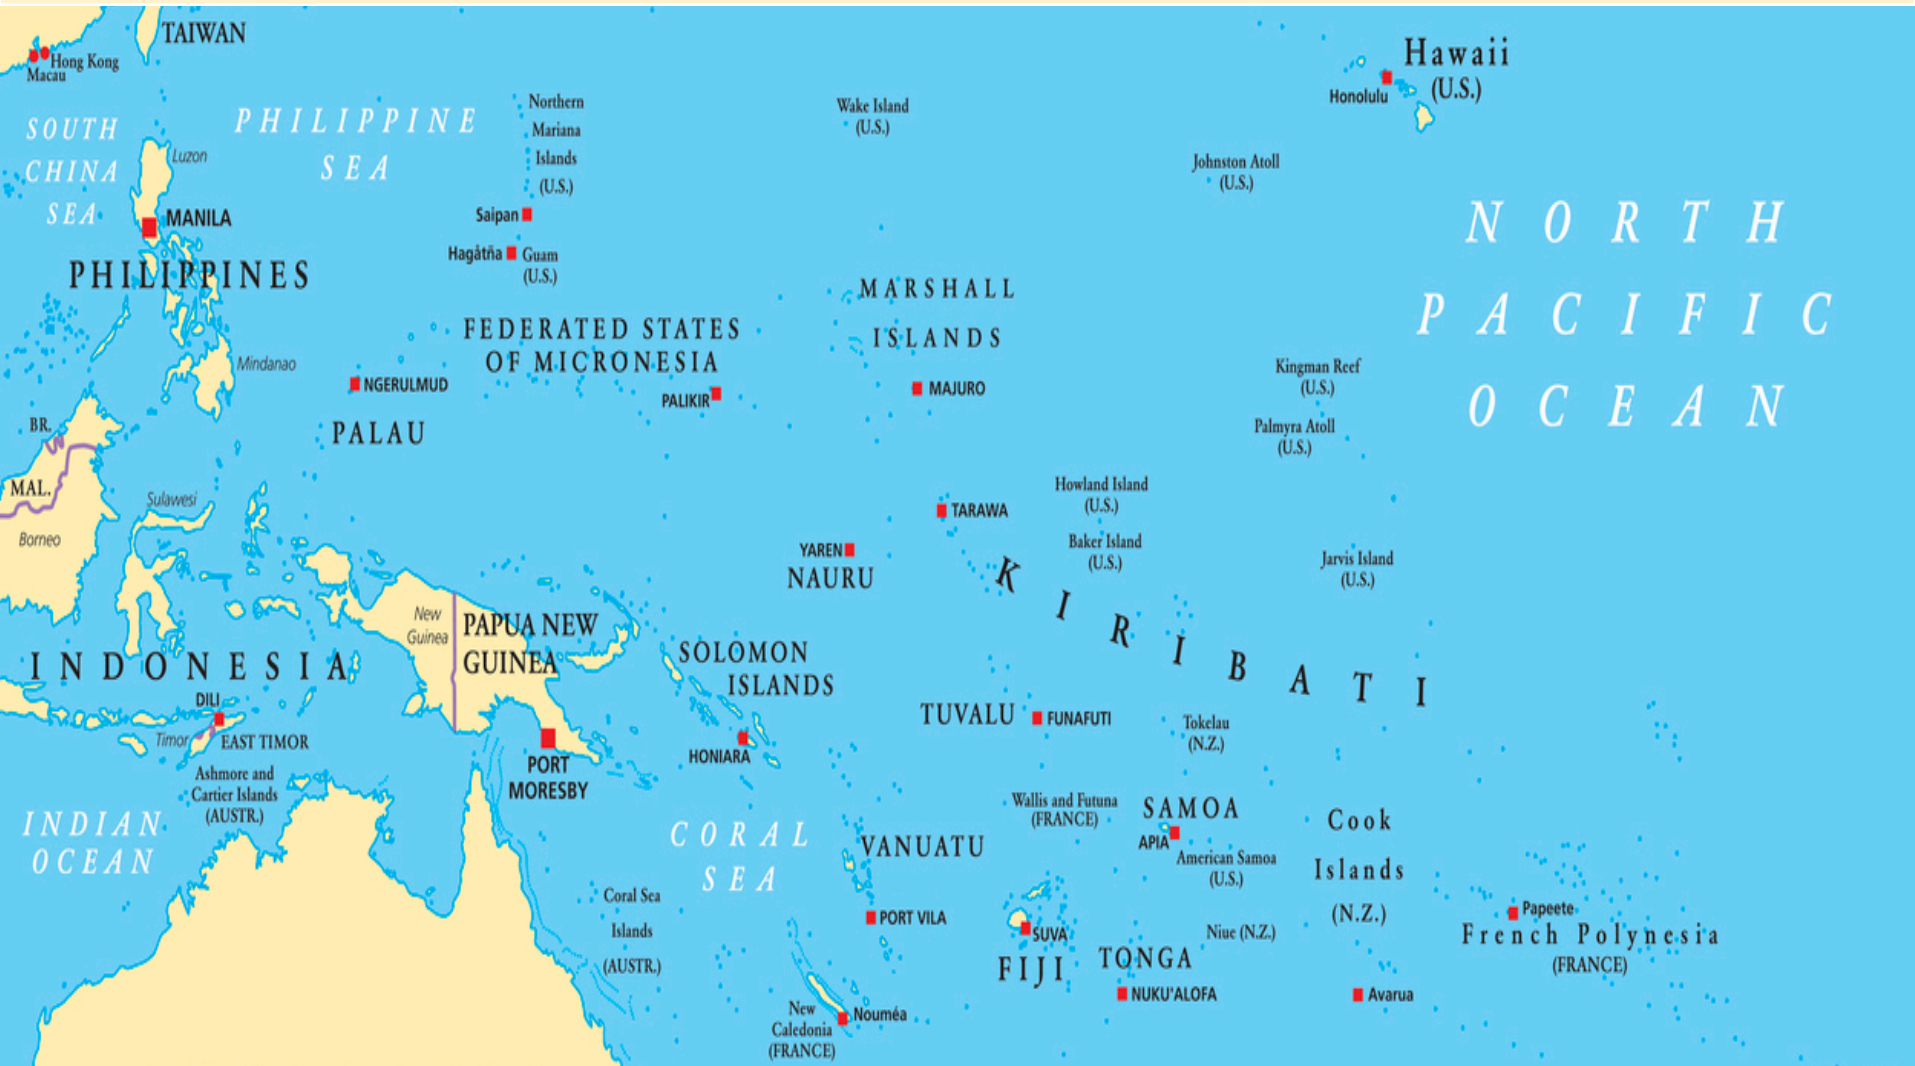 TAIWAN
Hong Kong
Macau
SOUTH
CHINA
SEA
PHILIPPINE
SEA
Luzon
MANILA
PHILIPPINES
Mindanao
Northern
Mariana
Islands
(U.S.)
Saipan
Hagåtña
Guam
(U.S.)
Wake Island
(U.S.)
Hawaii
(U.S.)
Honolulu
Johnston Atoll
(U.S.)
NORTH
PACIFIC
OCEAN
MARSHALL
ISLANDS
MAJURO
FEDERATED STATES
OF MICRONESIA
PALIKIR
NGERULMUD
PALAU
Kingman Reef
(U.S.)
Palmyra Atoll
(U.S.)
BR.
MAL.
Borneo
Sulawesi
Howland Island
(U.S.)
TARAWA
Baker Island
(U.S.)
Jarvis Island
(U.S.)
YAREN
NAURU
KIRIBATI
New
Guinea
PAPUA NEW
GUINEA
INDONESIA
SOLOMON
ISLANDS
HONIARA
DILI
Timor
EAST TIMOR
TUVALU
FUNAFUTI
Tokelau
(N.Z.)
PORT
MORESBY
Ashmore and
Cartier Islands
(AUSTR.)
INDIAN
OCEAN
CORAL
SEA
Coral Sea
Islands
(AUSTR.)
VANUATU
PORT VILA
Wallis and Futuna
(FRANCE)
SAMOA
APIA
American Samoa
(U.S.)
Cook
Islands
(N.Z.)
Niue (N.Z.)
SUVA
FIJI
TONGA
NUKU'ALOFA
Avarua
Papeete
French Polynesia
(FRANCE)
New
Caledonia
(FRANCE)
Nouméa